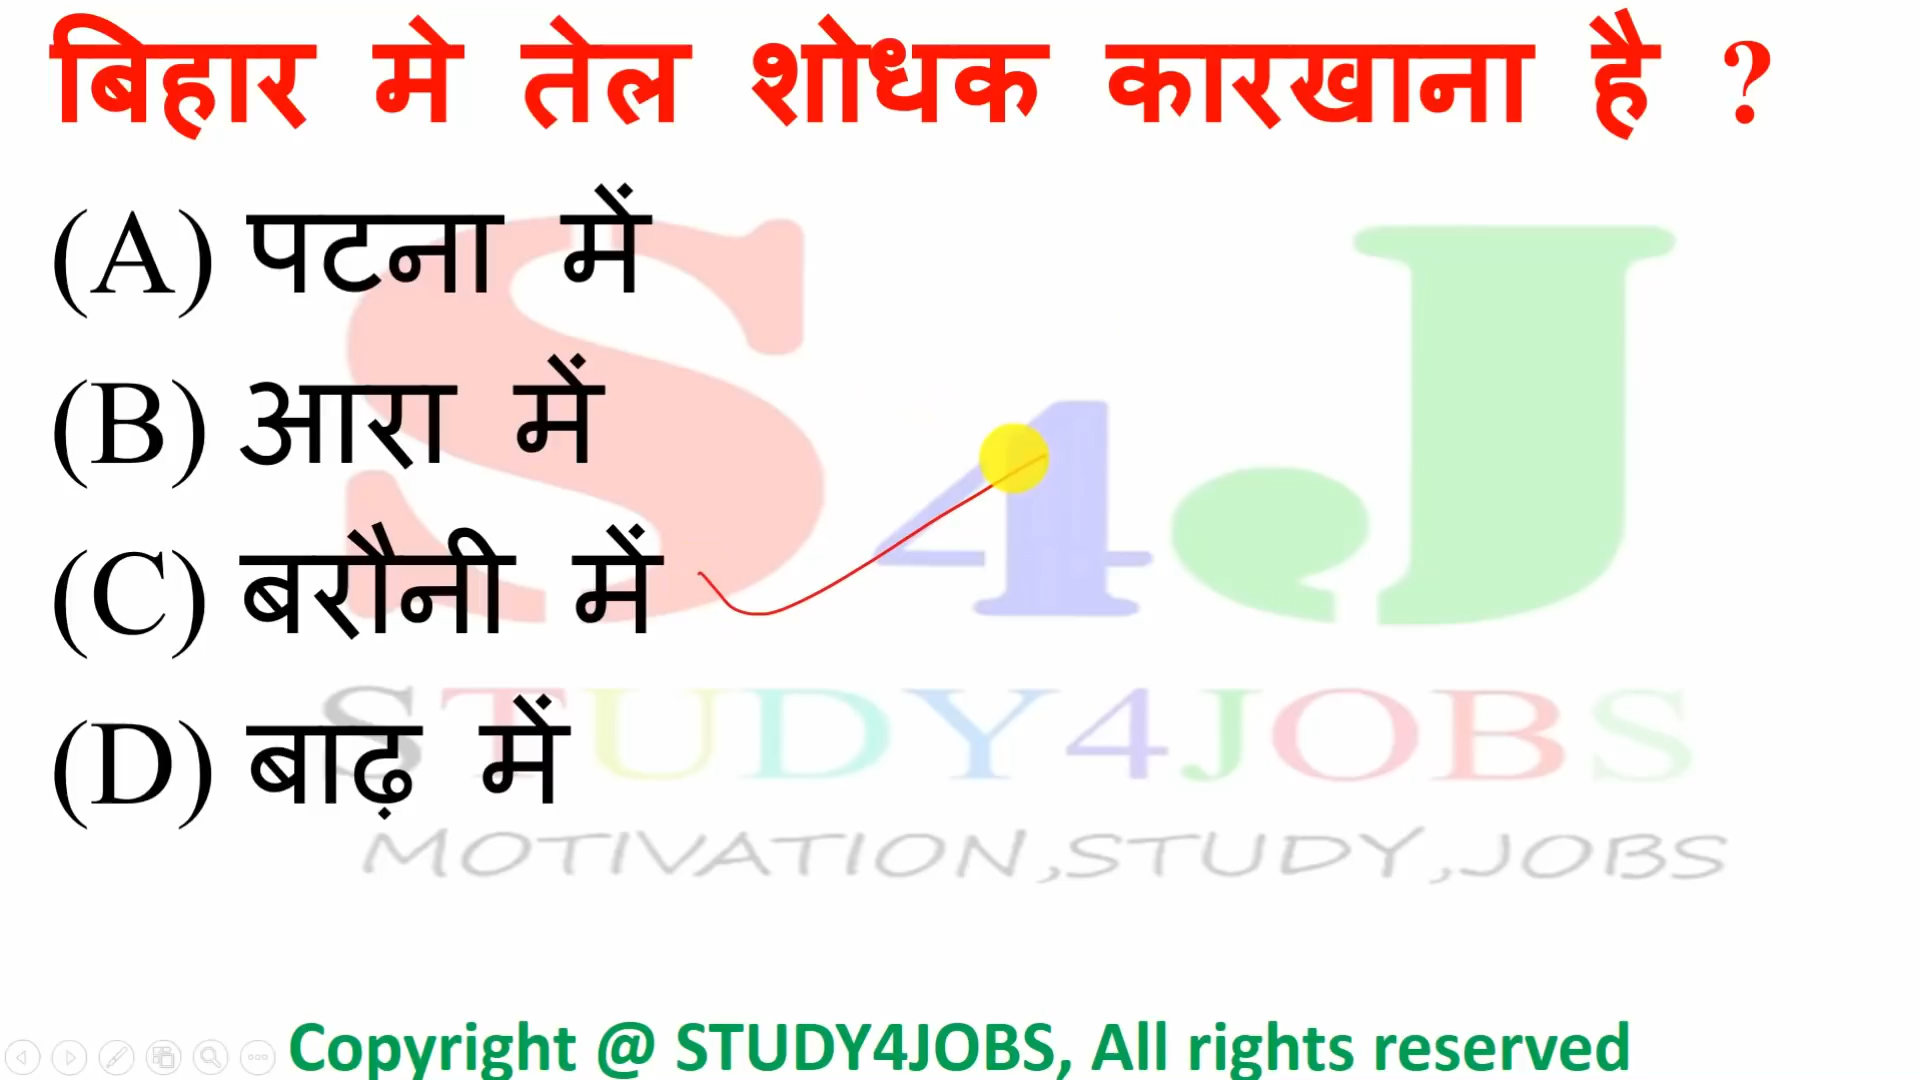 बिहार मे तेल शोधक कारखाना है ?
(A) पटना में
(B) आरा में
(C) बरौनी में
(D) बाढ़ में
S4J
STUDY4JOBS
MOTIVATION,STUDY,JOBS
Copyright @ STUDY4JOBS, All rights reserved